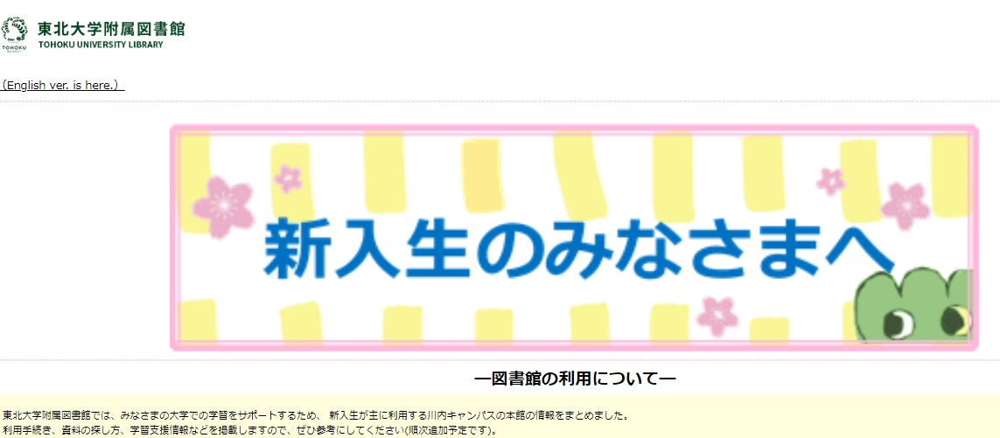 東北大学附属図書館
TOHOKU UNIVERSITY LIBRARY
TOHOKU
UNIVERSITY
（English ver. is here.）
新入生のみなさまへ
―図書館の利用について―
東北大学附属図書館では、みなさまの大学での学習をサポートするため、 新入生が主に利用する川内キャンパスの本館の情報をまとめました。
利用手続き、資料の探し方、学習支援情報などを掲載しますので、ぜひ参考にしてください(順次追加予定です)。